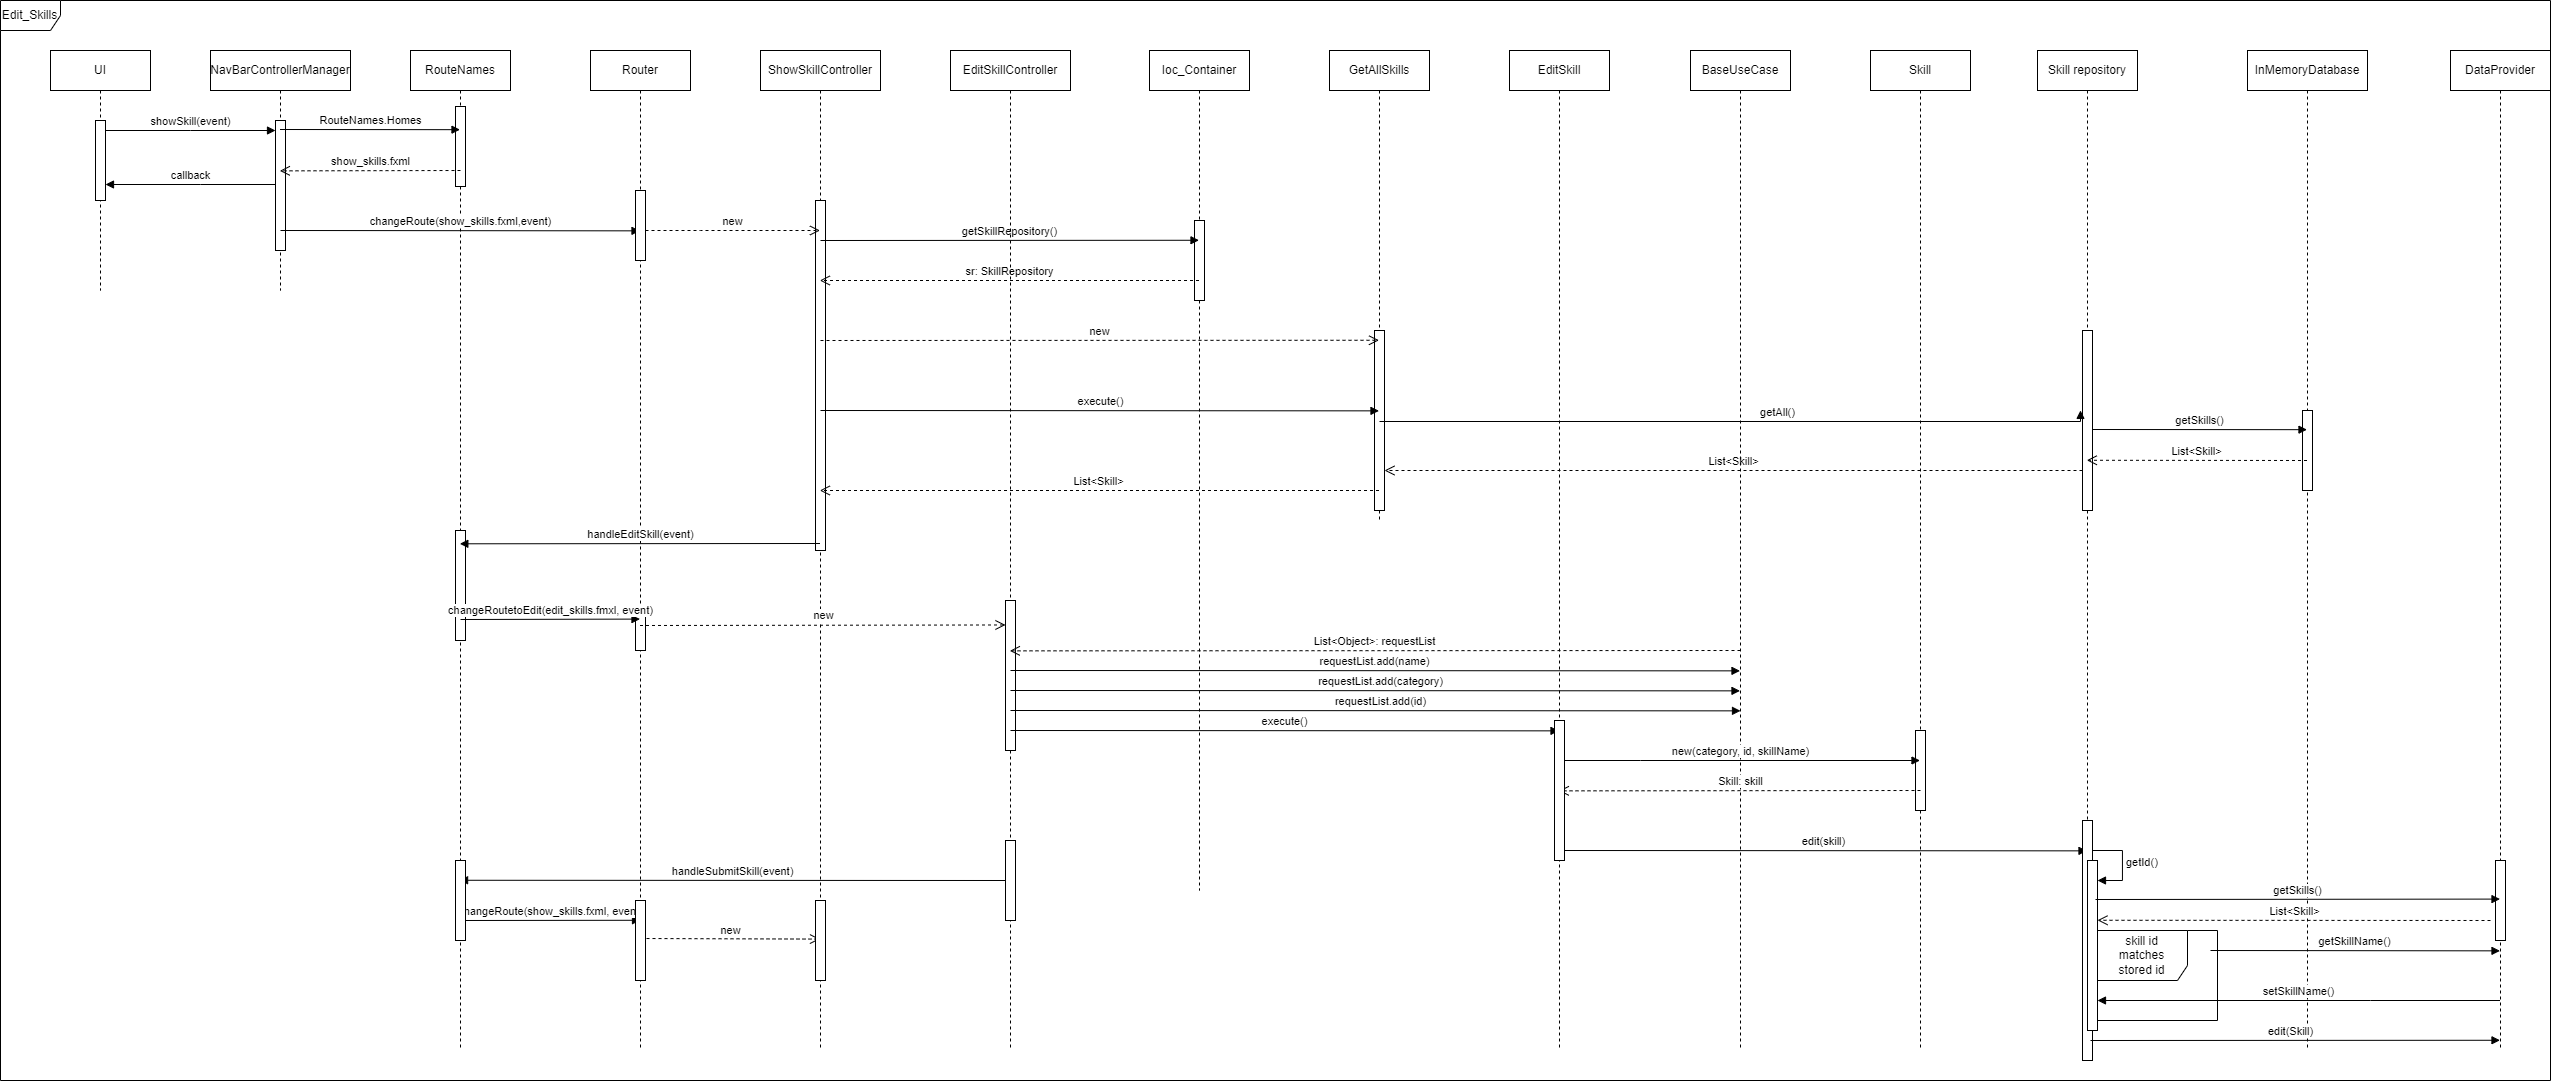 Edit_Skills
UI
NavBarControllerManager
RouteNames
Router
ShowSkillController
EditSkillController
Ioc_Container
GetAllSkills
EditSkill
BaseUseCase
Skill
Skill repository
InMemoryDatabase
DataProvider
showSkill(event)
RouteNames.Homes
show_skills.fxml
callback
changeRoute(show_skills.fxml,event)
new
getSkillRepository()
sr: SkillRepository
new
execute()
getAll()
getSkills()
List<Skill>
List<Skill>
List<Skill>
handleEditSkill(event)
changeRoutetoEdit(edit_skills.fmxl, event)
new
List<Object>: requestList
requestList.add(name)
requestList.add(category)
requestList.add(id)
execute()
new(category, id, skillName)
Skill: skill
edit(skill)
getId()
handleSubmitSkill(event)
getSkills()
hangeRoute(show_skills.fxml, even
List<Skill>
new
skill id
matches
stored id
getSkillName()
setSkillName()
edit(Skill)